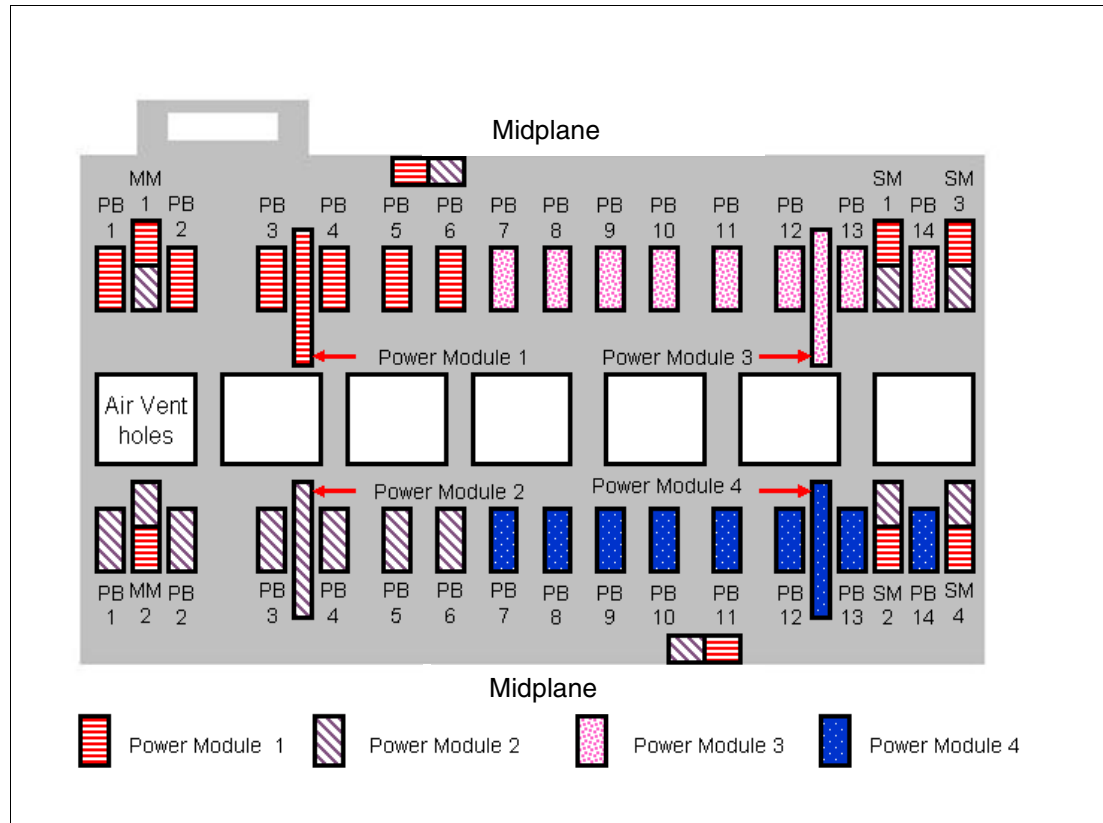 Midplane
MM SM SM
PB 1 PB PB PB PB PB PB PB PB PB PB PB PB 1 PB 3
1 2 3 4 5 6 7 8 9 10 11 12 13 14
Power Module 1 Power Module 3
Air Vent
holes
Power Module 2 Power Module 4
PB MM PB PB PB PB PB PB PB PB PB PB PB PB SM PB SM
1 2 2 3 4 5 6 7 8 9 10 11 12 13 2 14 4
Midplane
Power Module 1 Power Module 2 Power Module 3 Power Module 4